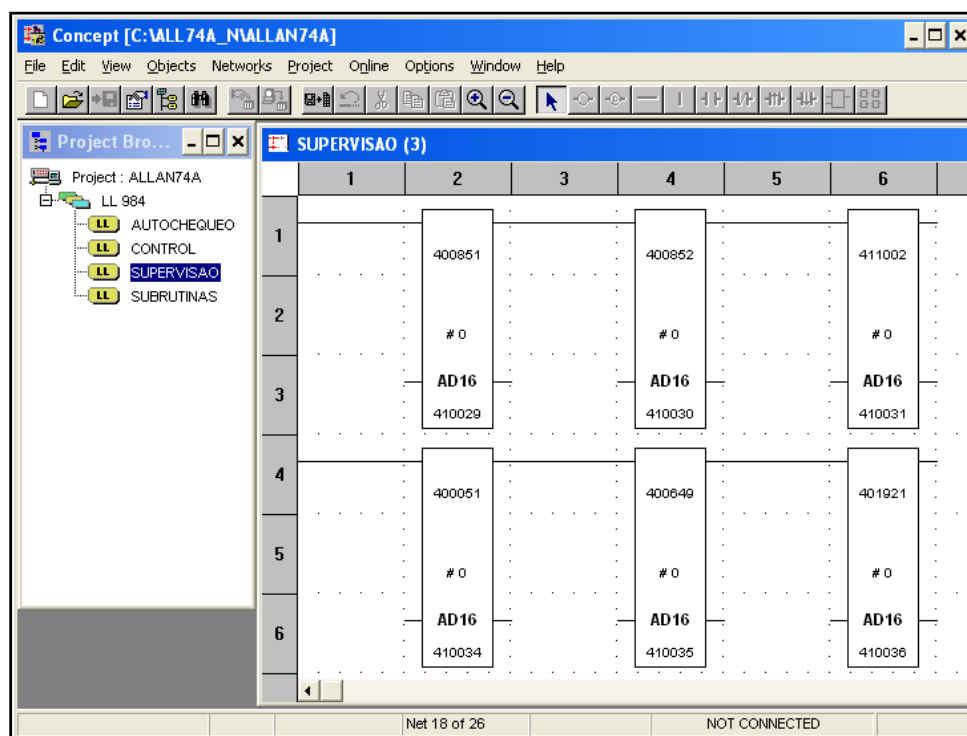 Concept [C:\ALL74A_N\ALLAN74A]
File Edit View Objects Networks Project Online Options Window Help
Project Bro...
SUPERVISAO (3)
Project : ALLAN74A
LL 984
LL AUTOCHEQUEO
LL CONTROL
LL SUPERVISAO
LL SUBRUTINAS
1 2 3 4 5 6
1
400851 400852 411002
2
# 0 # 0 # 0
3
AD16 AD16 AD16
410029 410030 410031
4
400051 400649 401921
5
# 0 # 0 # 0
6
AD16 AD16 AD16
410034 410035 410036
Net 18 of 26 NOT CONNECTED